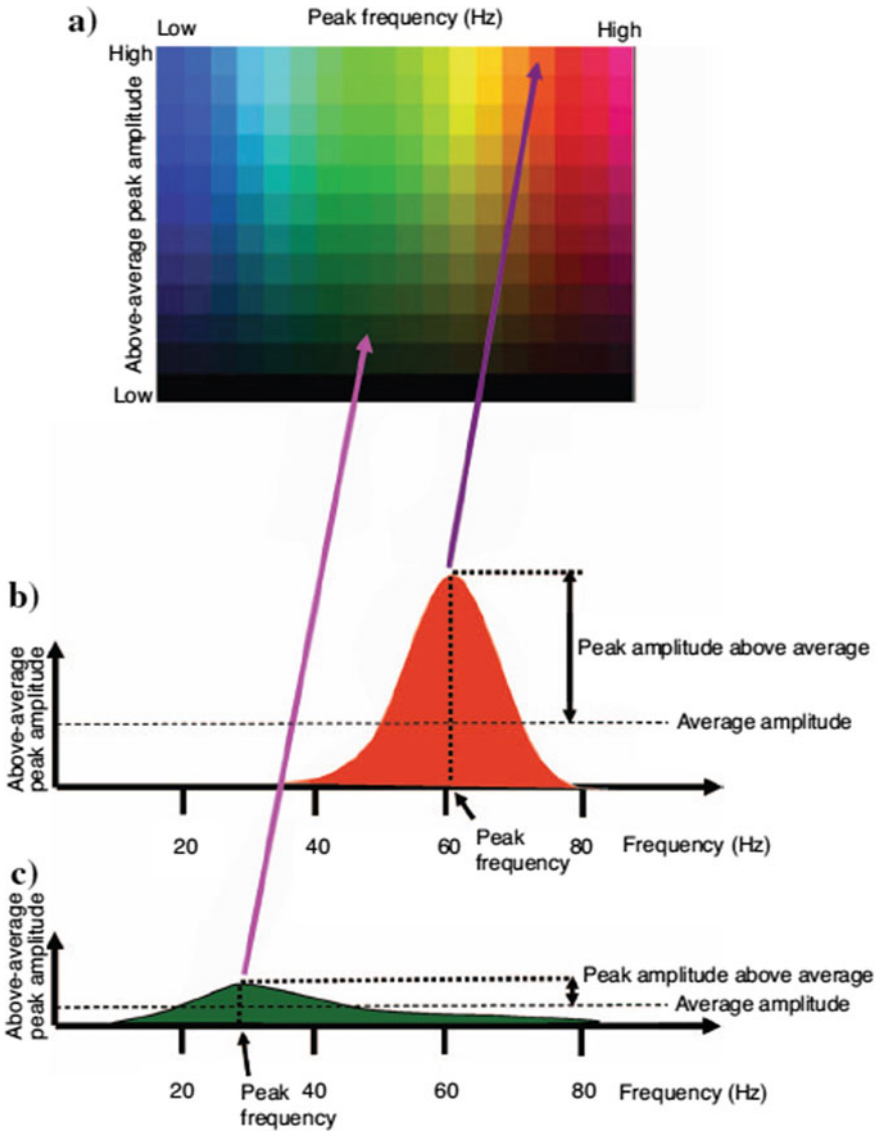 a)
Peak frequency (Hz)
Low
High
High
Above-average peak amplitude
Low
b)
Above-average
peak amplitude
Peak amplitude above average
Average amplitude
20
40
60
80
Peak
frequency
Frequency (Hz)
c)
Above-average
peak amplitude
Peak amplitude above average
Average amplitude
20
40
60
80
Peak
frequency
Frequency (Hz)